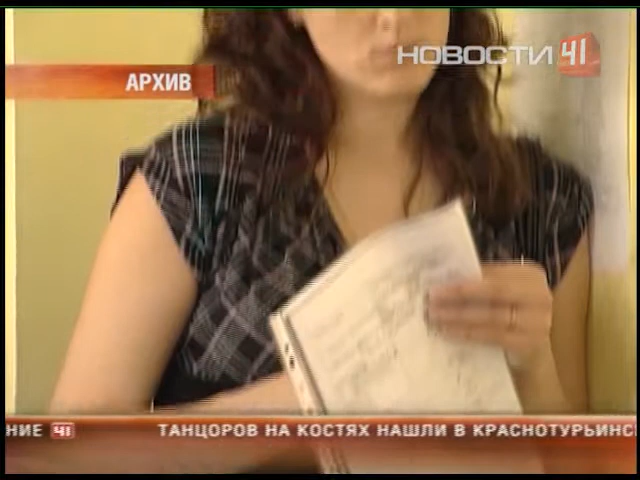 НОВОСТИ 41
АРХИВ
НИЕ 41 ТАНЦОРОВ НА КОСТЯХ НАШЛИ В КРАСНОТУРЬИНС